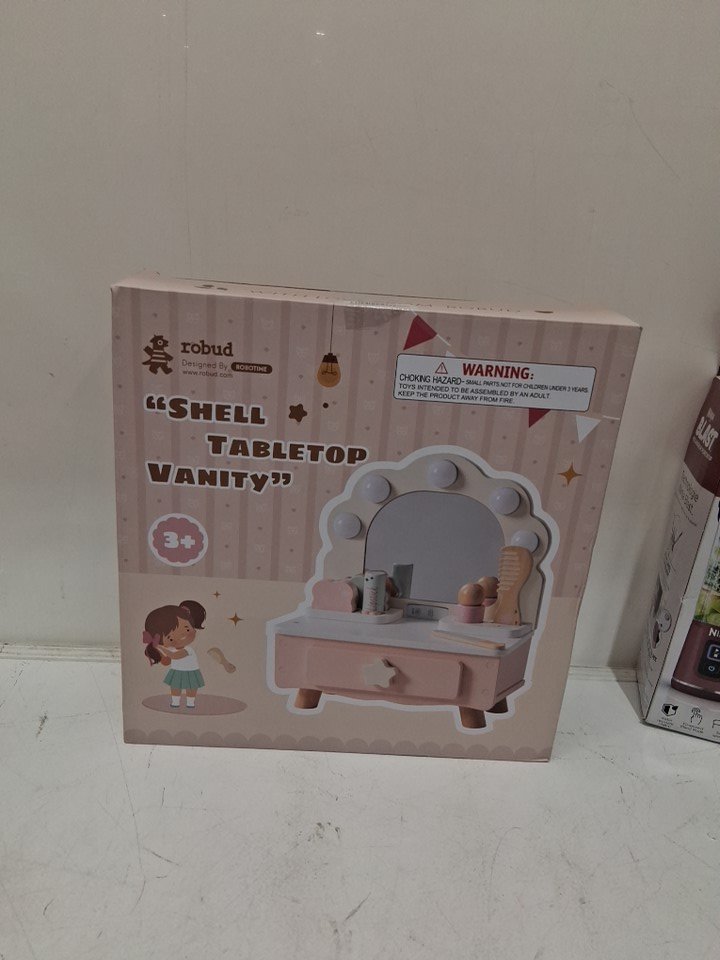 robud
Designed By ROBOTIME
www.robud.com
WARNING:
CHOKING HAZARD- SMALL PARTS.NOT FOR CHILDREN UNDER 3 YEARS.
TOYS INTENDED TO BE ASSEMBLED BY AN ADULT.
KEEP THE PRODUCT AWAY FROM FIRE.
“SHELL
TABLETOP
VANITY”
3+
BLAST